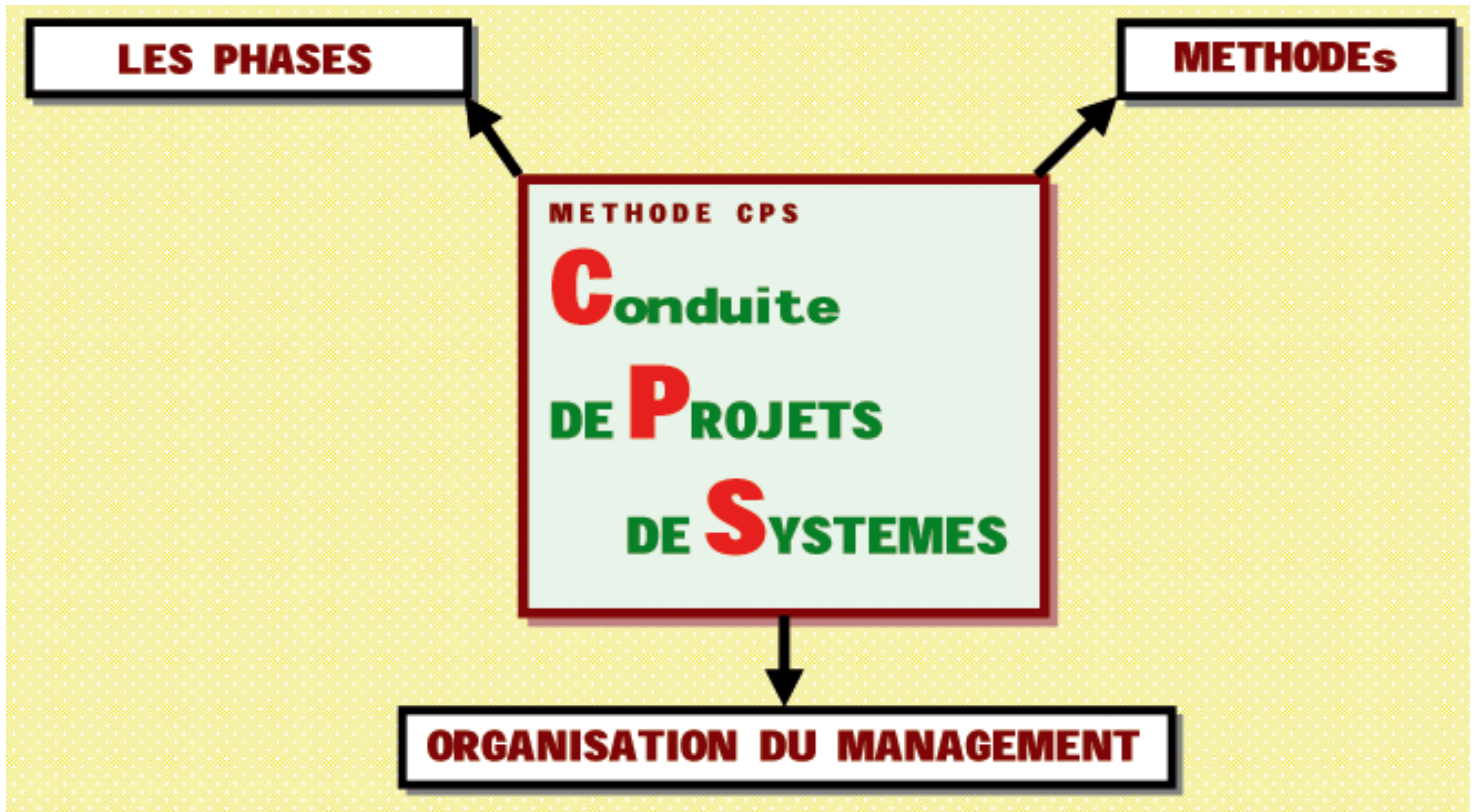 LES PHASES
METHODEs
METHODE CPS
Conduite
DE PROJETS
DE SYSTEMES
ORGANISATION DU MANAGEMENT